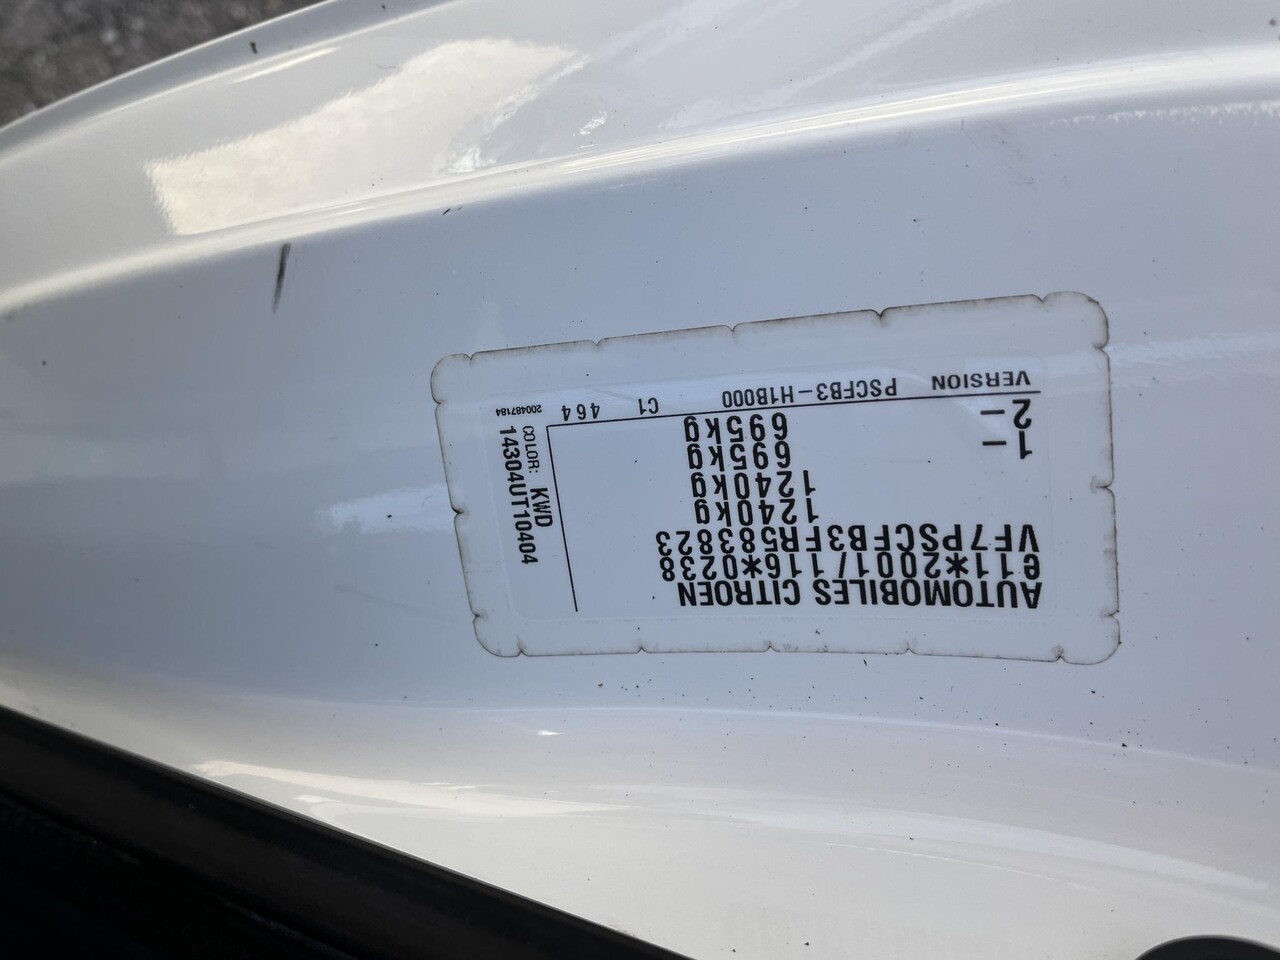 AUTOMOBILES CITROEN
e11*2001/116*0238
VF7PSCFB3FR583823
1240kg
1240kg
1- 695kg
2- 695kg
VERSION PSCFB3-H1B000 C1 464 200487184
COLOR: KWD
14304UT10404